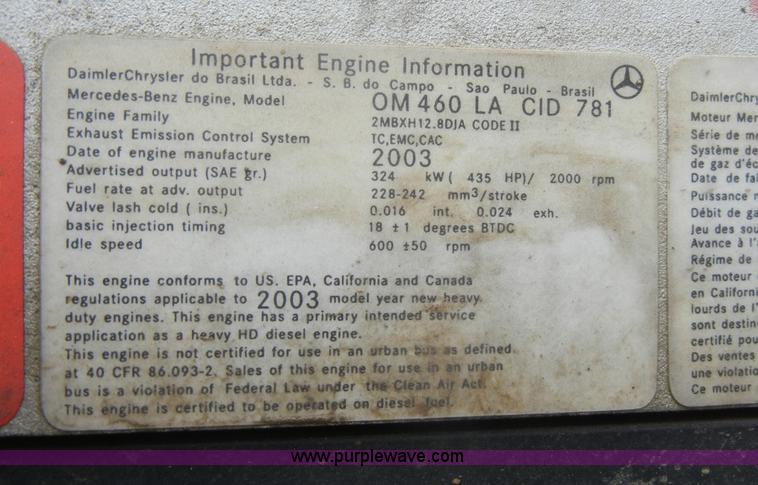 Important Engine Information
DaimlerChrysler do Brasil Ltda. - S. B. do Campo - Sao Paulo - Brasil
Mercedes-Benz Engine, Model OM 460 LA CID 781
Engine Family 2MBXH12.8DJA CODE II
Exhaust Emission Control System TC,EMC,CAC
Date of engine manufacture 2003
Advertised output (SAE gr.) 324 kW ( 435 HP)/ 2000 rpm
Fuel rate at adv. output 228-242 mm³/stroke
Valve lash cold ( ins.) 0.016 int. 0.024 exh.
basic injection timing 18 ±1 degrees BTDC
Idle speed 600 ±50 rpm
This engine conforms to US. EPA, California and Canada
regulations applicable to 2003 model year new heavy
duty engines. This engine has a primary intended service
application as a heavy HD diesel engine.
This engine is not certified for use in an urban bus as defined
at 40 CFR 86.093-2. Sales of this engine for use in an urban
bus is a violation of Federal Law under the Clean Air Act.
This engine is certified to be operated on diesel fuel.
DaimlerChry
Moteur Mer
Série de mo
Système de
de gaz d'éc
Date de fab
Puissance n
Débit de ga
Jeu des sou
Avance à l'a
Régime de
Ce moteur
en Californi
lourds de l'
sont destin
certifié pou
Des ventes
une violatio
Ce moteur
www.purplewave.com